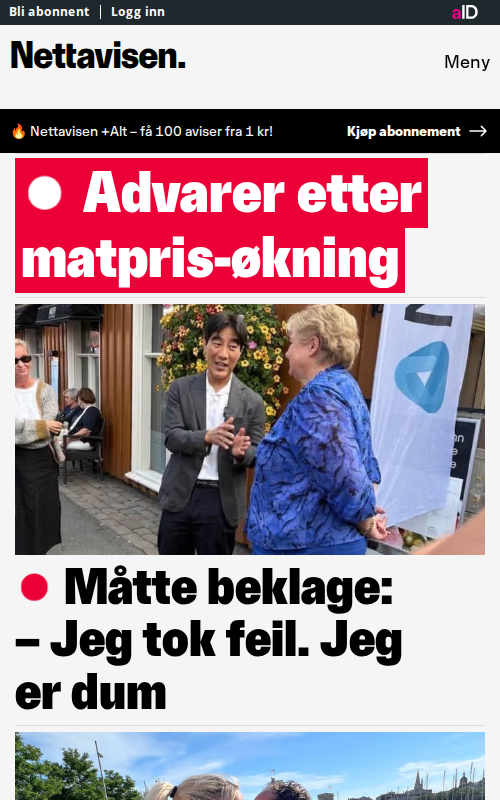 Bli abonnent
Logg inn
aID
Nettavisen.
Meny
🔥 Nettavisen +Alt – få 100 aviser fra 1 kr!
Kjøp abonnement →
Advarer etter
matpris-økning
Måtte beklage:
– Jeg tok feil. Jeg
er dum